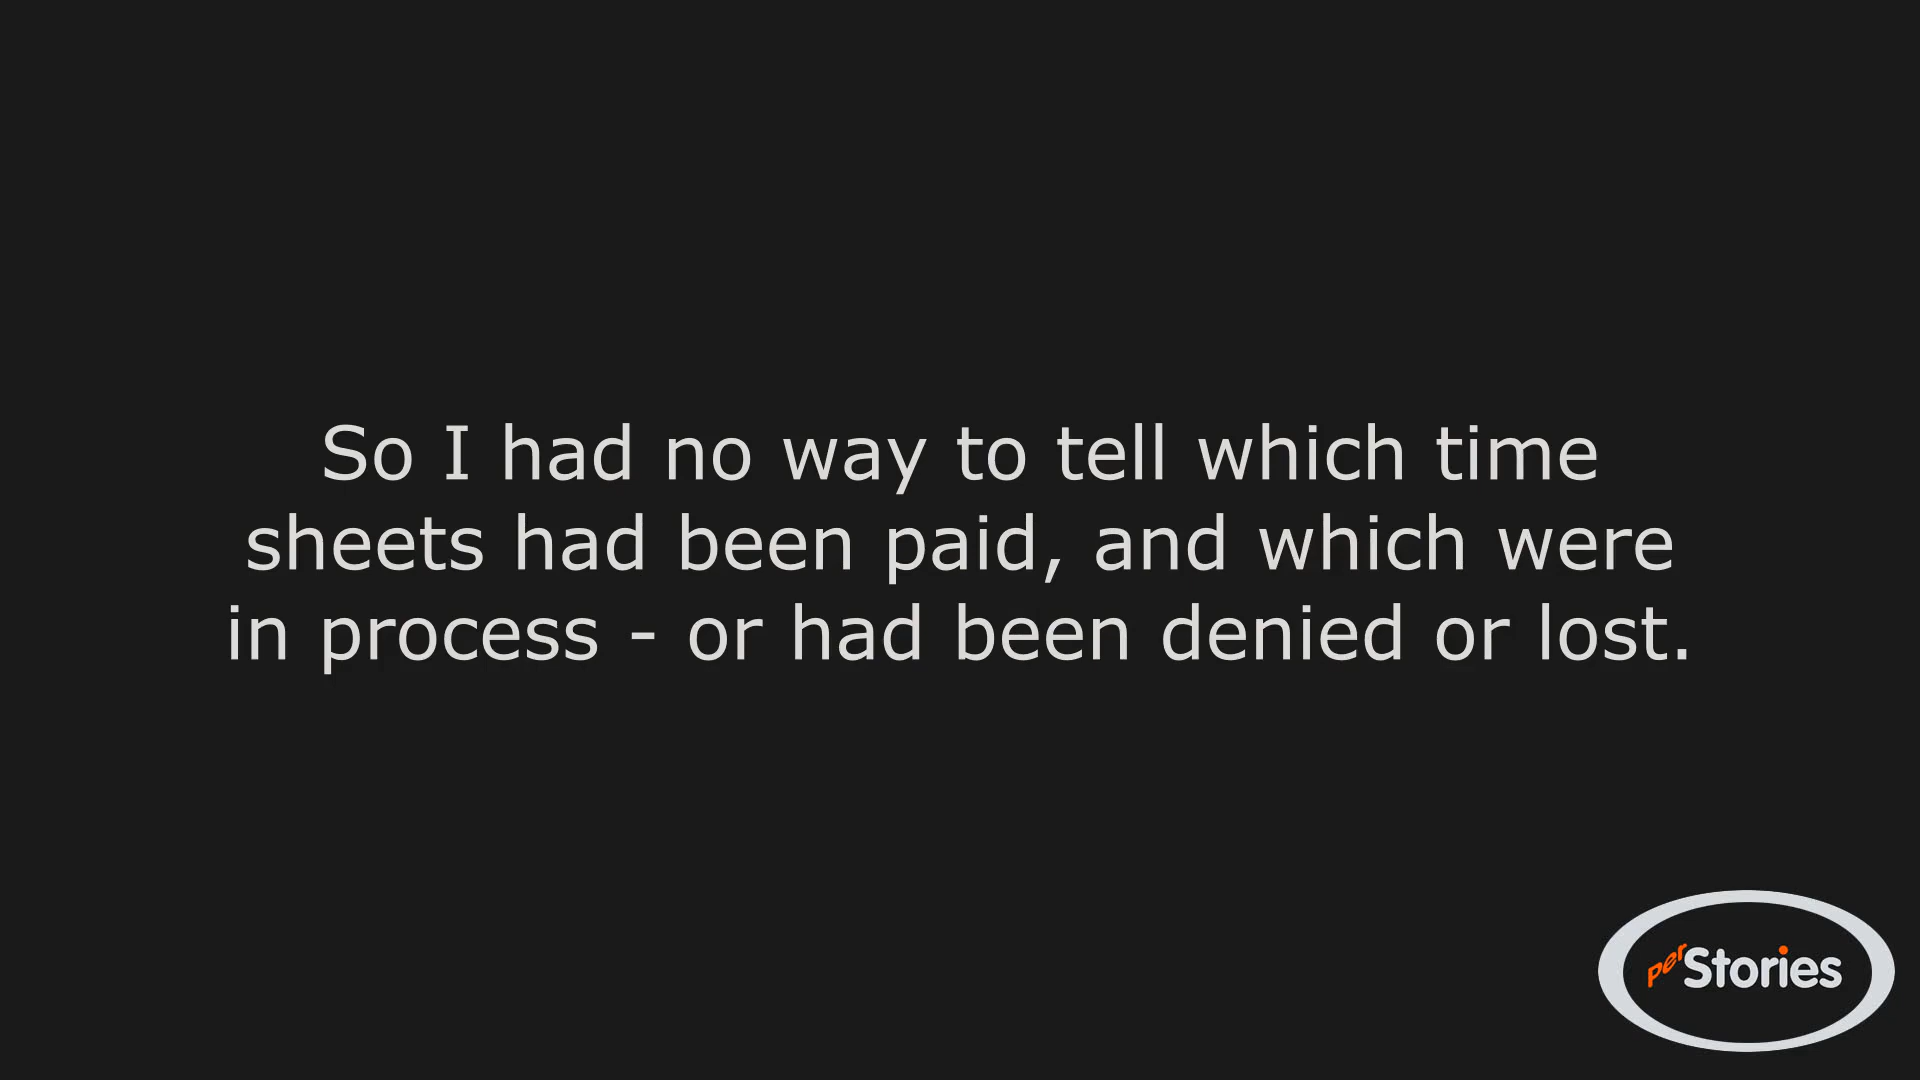 So I had no way to tell which time
sheets had been paid, and which were
in process - or had been denied or lost.
perStories